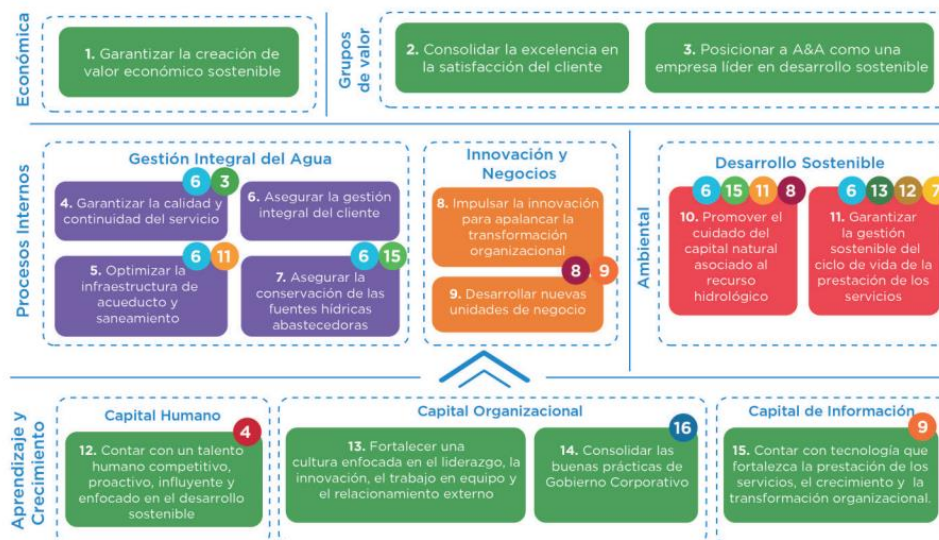 Económica
1. Garantizar la creación de
valor económico sostenible
Grupos
de valor
2. Consolidar la excelencia en
la satisfacción del cliente
3. Posicionar a A&A como una
empresa líder en desarrollo sostenible
Procesos Internos
Gestión Integral del Agua
6 3
4. Garantizar la calidad y
continuidad del servicio
6. Asegurar la gestión
integral del cliente
6 11
5. Optimizar la
infraestructura de
acueducto y
saneamiento
6 15
7. Asegurar la
conservación de las
fuentes hídricas
abastecedoras
Innovación y
Negocios
8. Impulsar la innovación
para apalancar la
transformación
organizacional
8 9
9. Desarrollar nuevas
unidades de negocio
Ambiental
Desarrollo Sostenible
6 15 11 8
10. Promover el
cuidado del
capital natural
asociado al
recurso
hidrológico
6 13 12 7
11. Garantizar
la gestión
sostenible del
ciclo de vida de la
prestación de los
servicios
Aprendizaje y
Crecimiento
Capital Humano
4
12. Contar con un talento
humano competitivo,
proactivo, influyente y
enfocado en el desarrollo
sostenible
Capital Organizacional
13. Fortalecer una
cultura enfocada en el liderazgo, la
innovación, el trabajo en equipo y
el relacionamiento externo
16
14. Consolidar las
buenas prácticas de
Gobierno Corporativo
Capital de Información
9
15. Contar con tecnología que
fortalezca la prestación de los
servicios, el crecimiento y la
transformación organizacional.